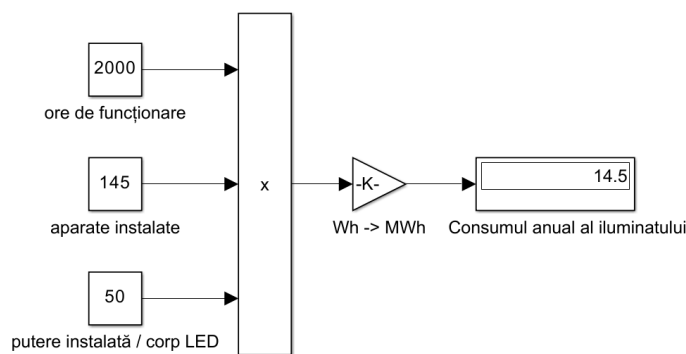 2000
ore de funcționare
145
aparate instalate
50
putere instalată / corp LED
x
-K-
Wh -> MWh
14.5
Consumul anual al iluminatului